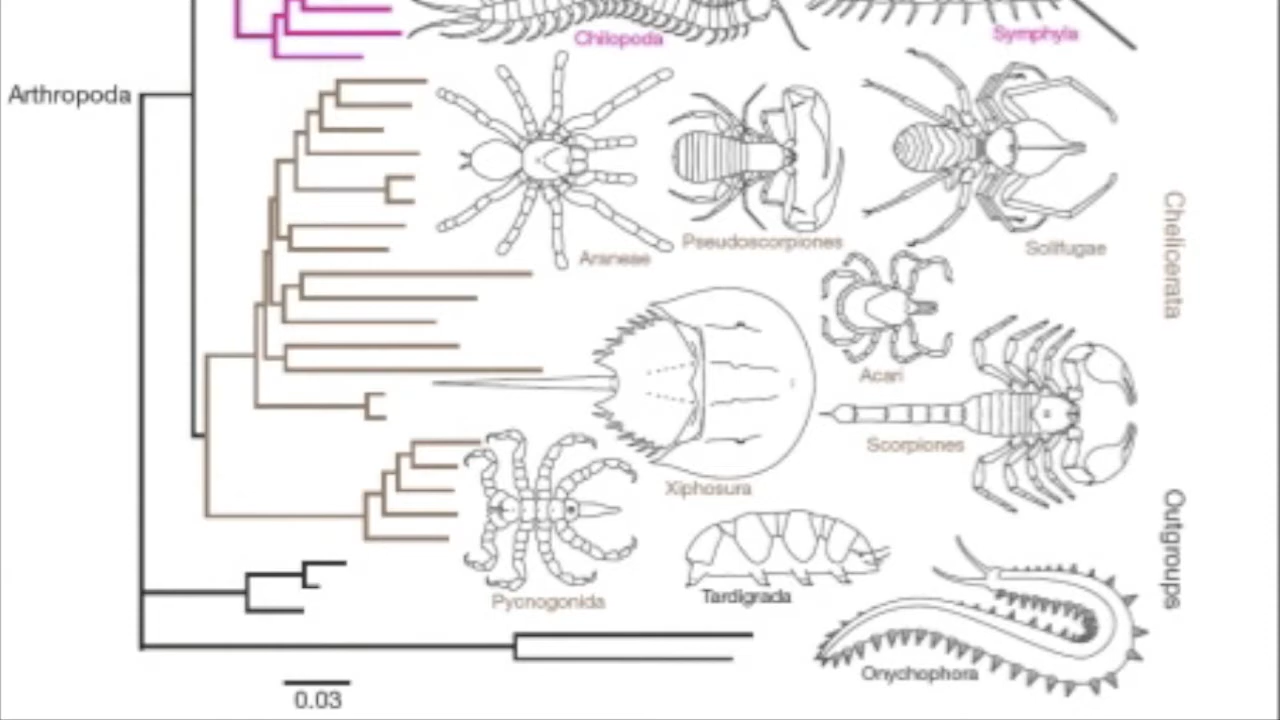 Chilopoda
Symphyla
Arthropoda
Araneae
Pseudoscorpiones
Solifugae
Chelicerata
Acari
Scorpiones
Xiphosura
Outgroups
Pycnogonida
Tardigrada
Onychophora
0.03